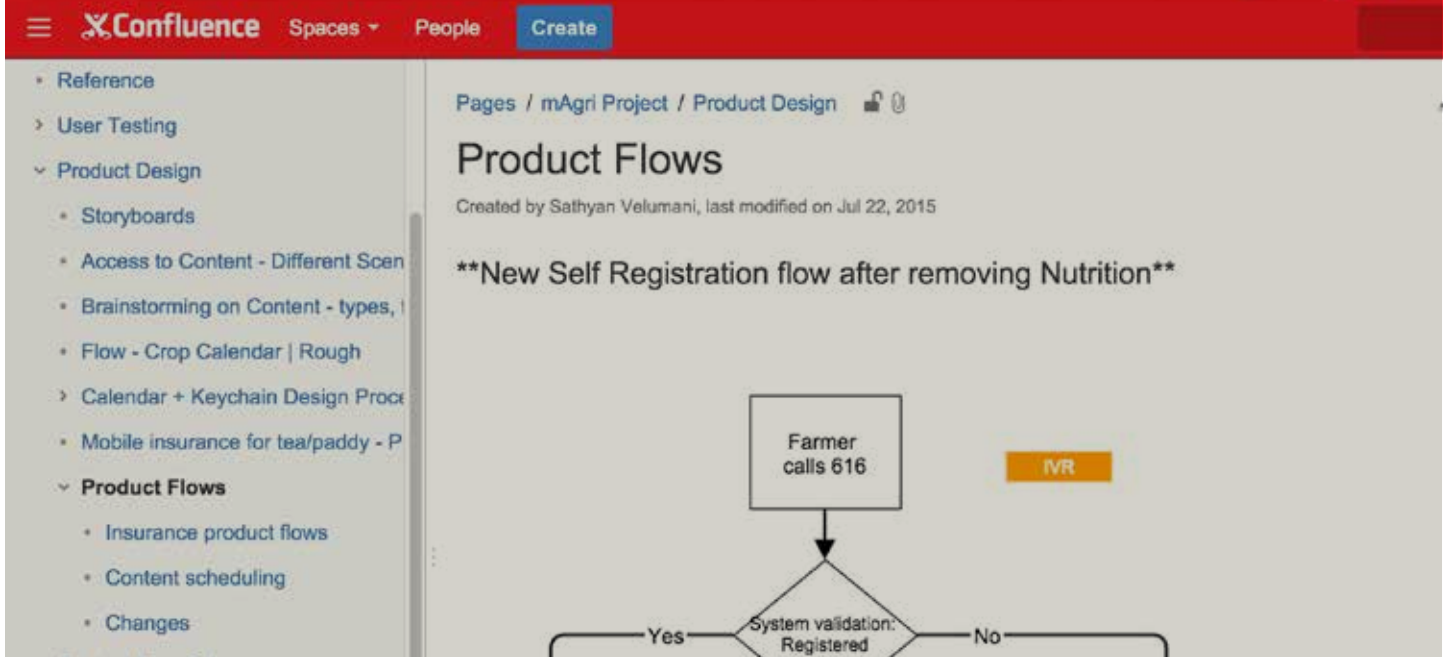 Confluence Spaces People Create
Reference
User Testing
Product Design
Storyboards
Access to Content - Different Scen
Brainstorming on Content - types,
Flow - Crop Calendar | Rough
Calendar + Keychain Design Proce
Mobile insurance for tea/paddy - P
Product Flows
Insurance product flows
Content scheduling
Changes
Pages / mAgri Project / Product Design
Product Flows
Created by Sathyan Velumani, last modified on Jul 22, 2015
**New Self Registration flow after removing Nutrition**
Farmer
calls 616
IVR
System validation:
Registered
Yes
No